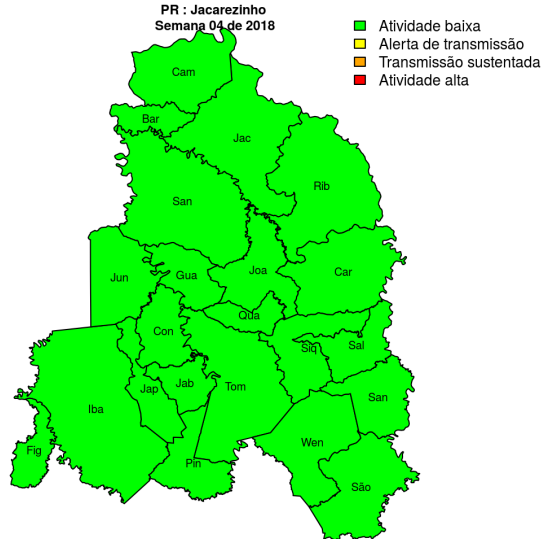 PR : Jacarezinho
Semana 04 de 2018
Atividade baixa
Alerta de transmissão
Transmissão sustentada
Atividade alta
Cam
Bar
Jac
Rib
San
Jun
Gua
Joa
Car
Qua
Con
Siq
Sal
Jap
Jab
Tom
San
Iba
Wen
Fig
Pin
São